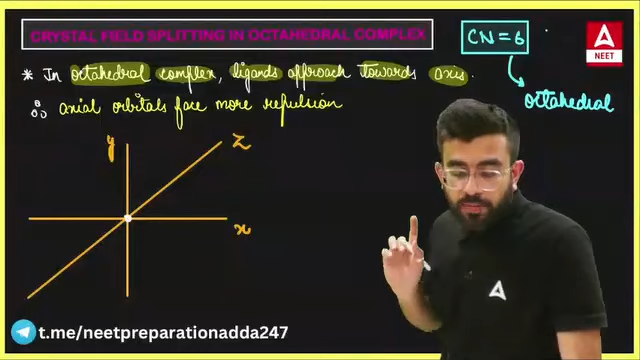 CRYSTAL FIELD SPLITTING IN OCTAHEDRAL COMPLEX
CN = 6
A
NEET
* In octahedral complex, ligands approach towards axis.
octahedral
∴ axial orbitals face more repulsion
y
z
x
t.me/neetpreparationadda247